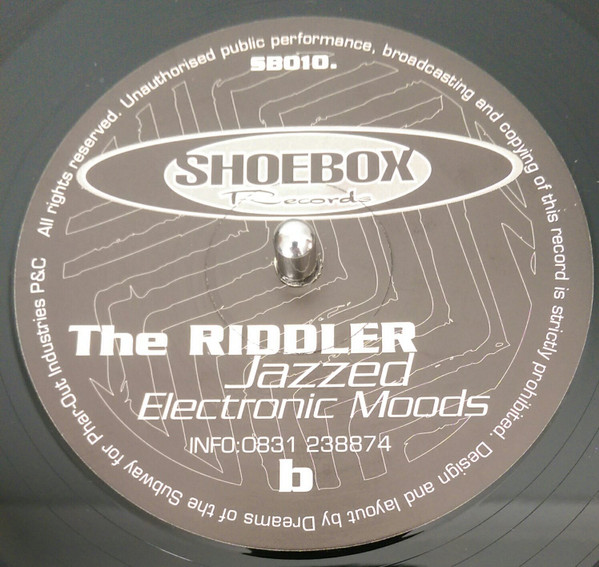 All rights reserved. Unauthorised public performance, broadcasting and copying of this record is strictly prohibited. Design and layout by Dreams of the Subway for Phar-Out Industries P&C
SB010.
SHOEBOX
Records
The RIDDLER
Jazzed
Electronic Moods
INFO:0831 238874
b